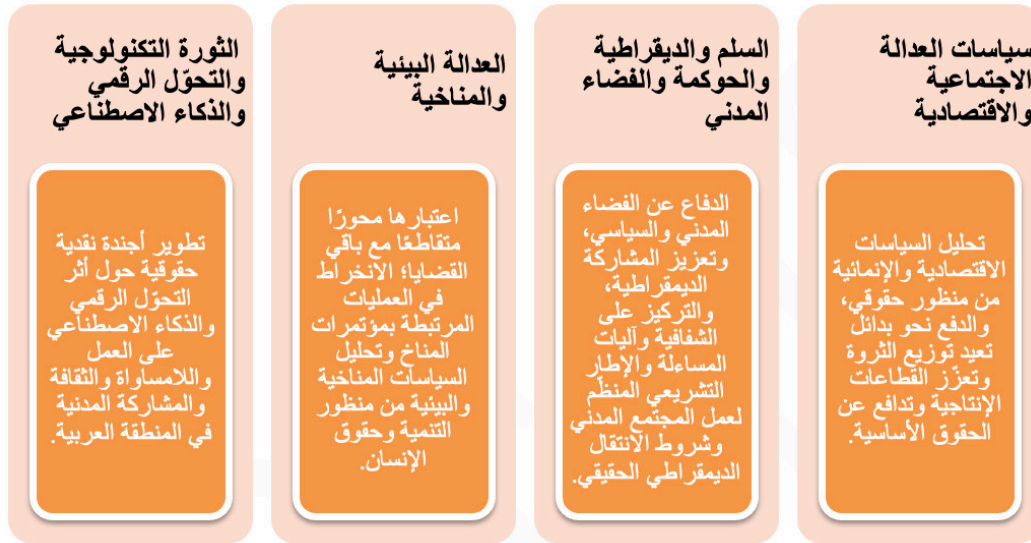 سياسات العدالة
الاجتماعية
والاقتصادية
تحليل السياسات
الاقتصادية والإنمائية
من منظور حقوقي،
والدفع نحو بدائل
تعيد توزيع الثروة
وتعزّز القطاعات
الإنتاجية وتدافع عن
الحقوق الأساسية.
السلم والديقراطية
والحوكمة والفضاء
المدني
الدفاع عن الفضاء
المدني والسياسي،
وتعزيز المشاركة
الديمقراطية،
والتركيز على
الشفافية وآليات
المساءلة والإطار
التشريعي المنظّم
لعمل المجتمع المدني
وشروط الانتقال
الديمقراطي الحقيقي.
العدالة البيئية
والمناخية
اعتبارها محورًا
متقاطعًا مع باقي
القضايا؛ الانخراط
في العمليات
المرتبطة بمؤتمرات
المناخ وتحليل
السياسات المناخية
والبيئية من منظور
التنمية وحقوق
الإنسان.
الثورة التكنولوجية
والتحوّل الرقمي
والذكاء الاصطناعي
تطوير أجندة نقدية
حقوقية حول أثر
التحوّل الرقمي
والذكاء الاصطناعي
على العمل
واللامساواة والثقافة
والمشاركة المدنية
في المنطقة العربية.